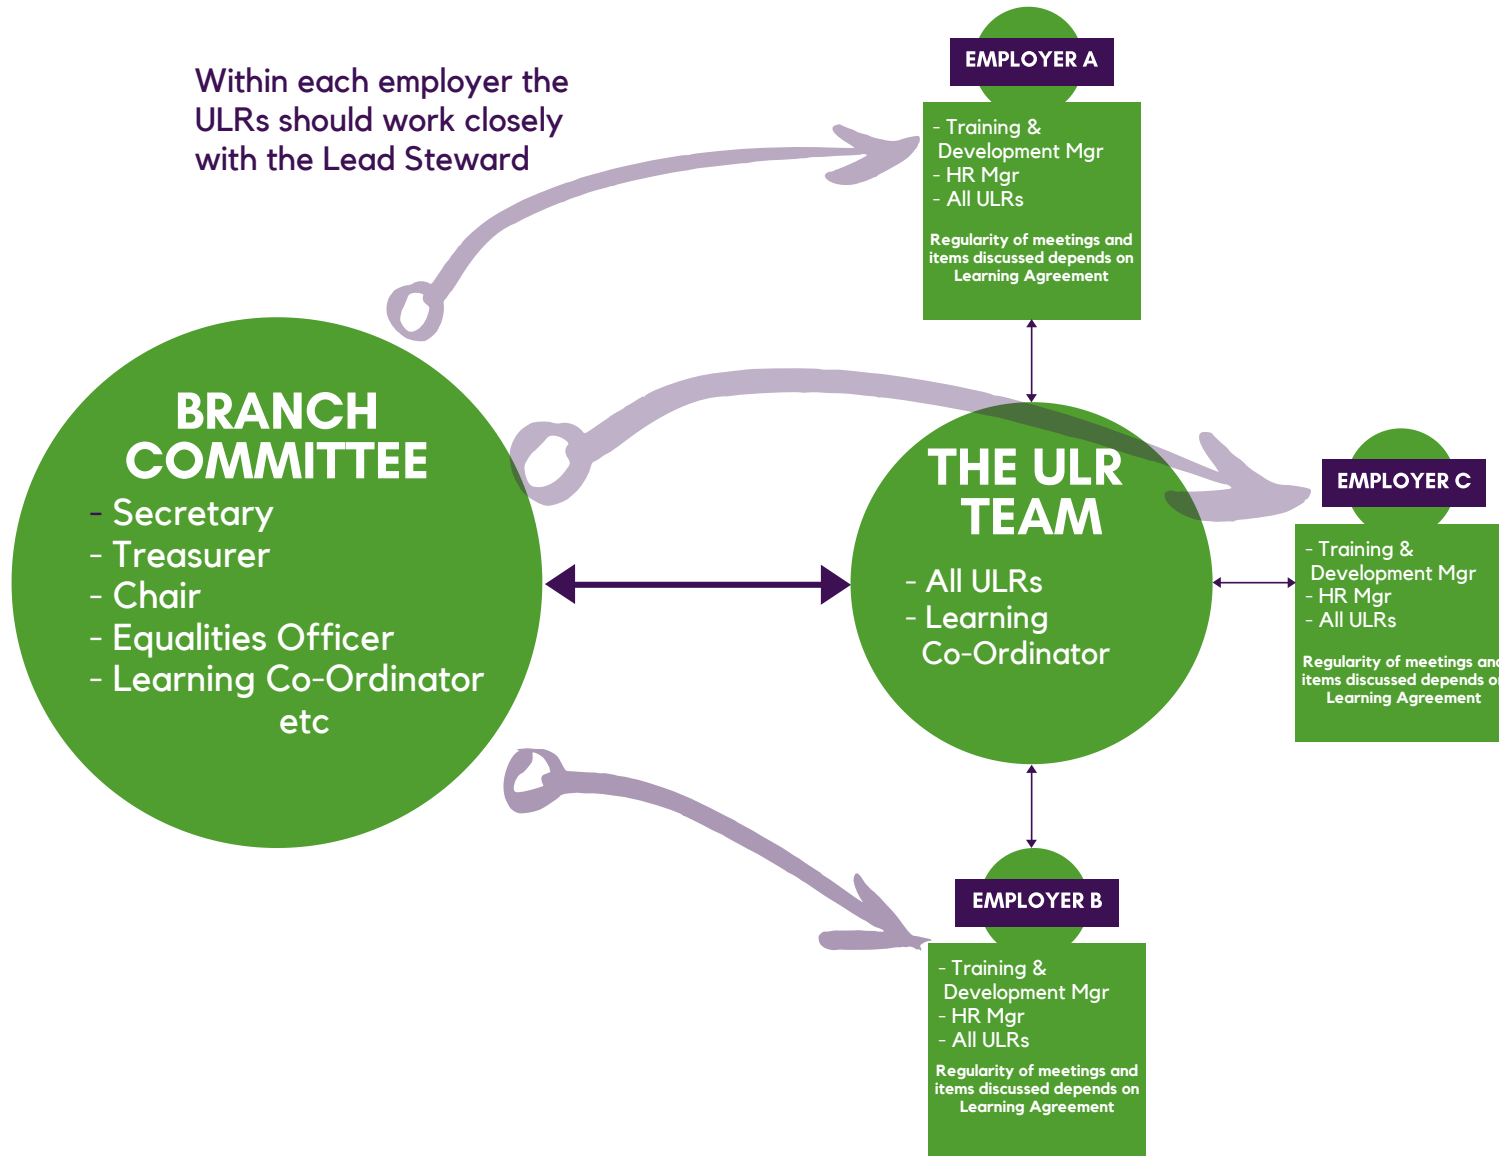 Within each employer the
ULRs should work closely
with the Lead Steward
EMPLOYER A
- Training &
Development Mgr
- HR Mgr
- All ULRs
Regularity of meetings and
items discussed depends on
Learning Agreement
BRANCH
COMMITTEE
- Secretary
- Treasurer
- Chair
- Equalities Officer
- Learning Co-Ordinator
etc
THE ULR
TEAM
- All ULRs
- Learning
Co-Ordinator
EMPLOYER C
- Training &
Development Mgr
- HR Mgr
- All ULRs
Regularity of meetings and
items discussed depends on
Learning Agreement
EMPLOYER B
- Training &
Development Mgr
- HR Mgr
- All ULRs
Regularity of meetings and
items discussed depends on
Learning Agreement